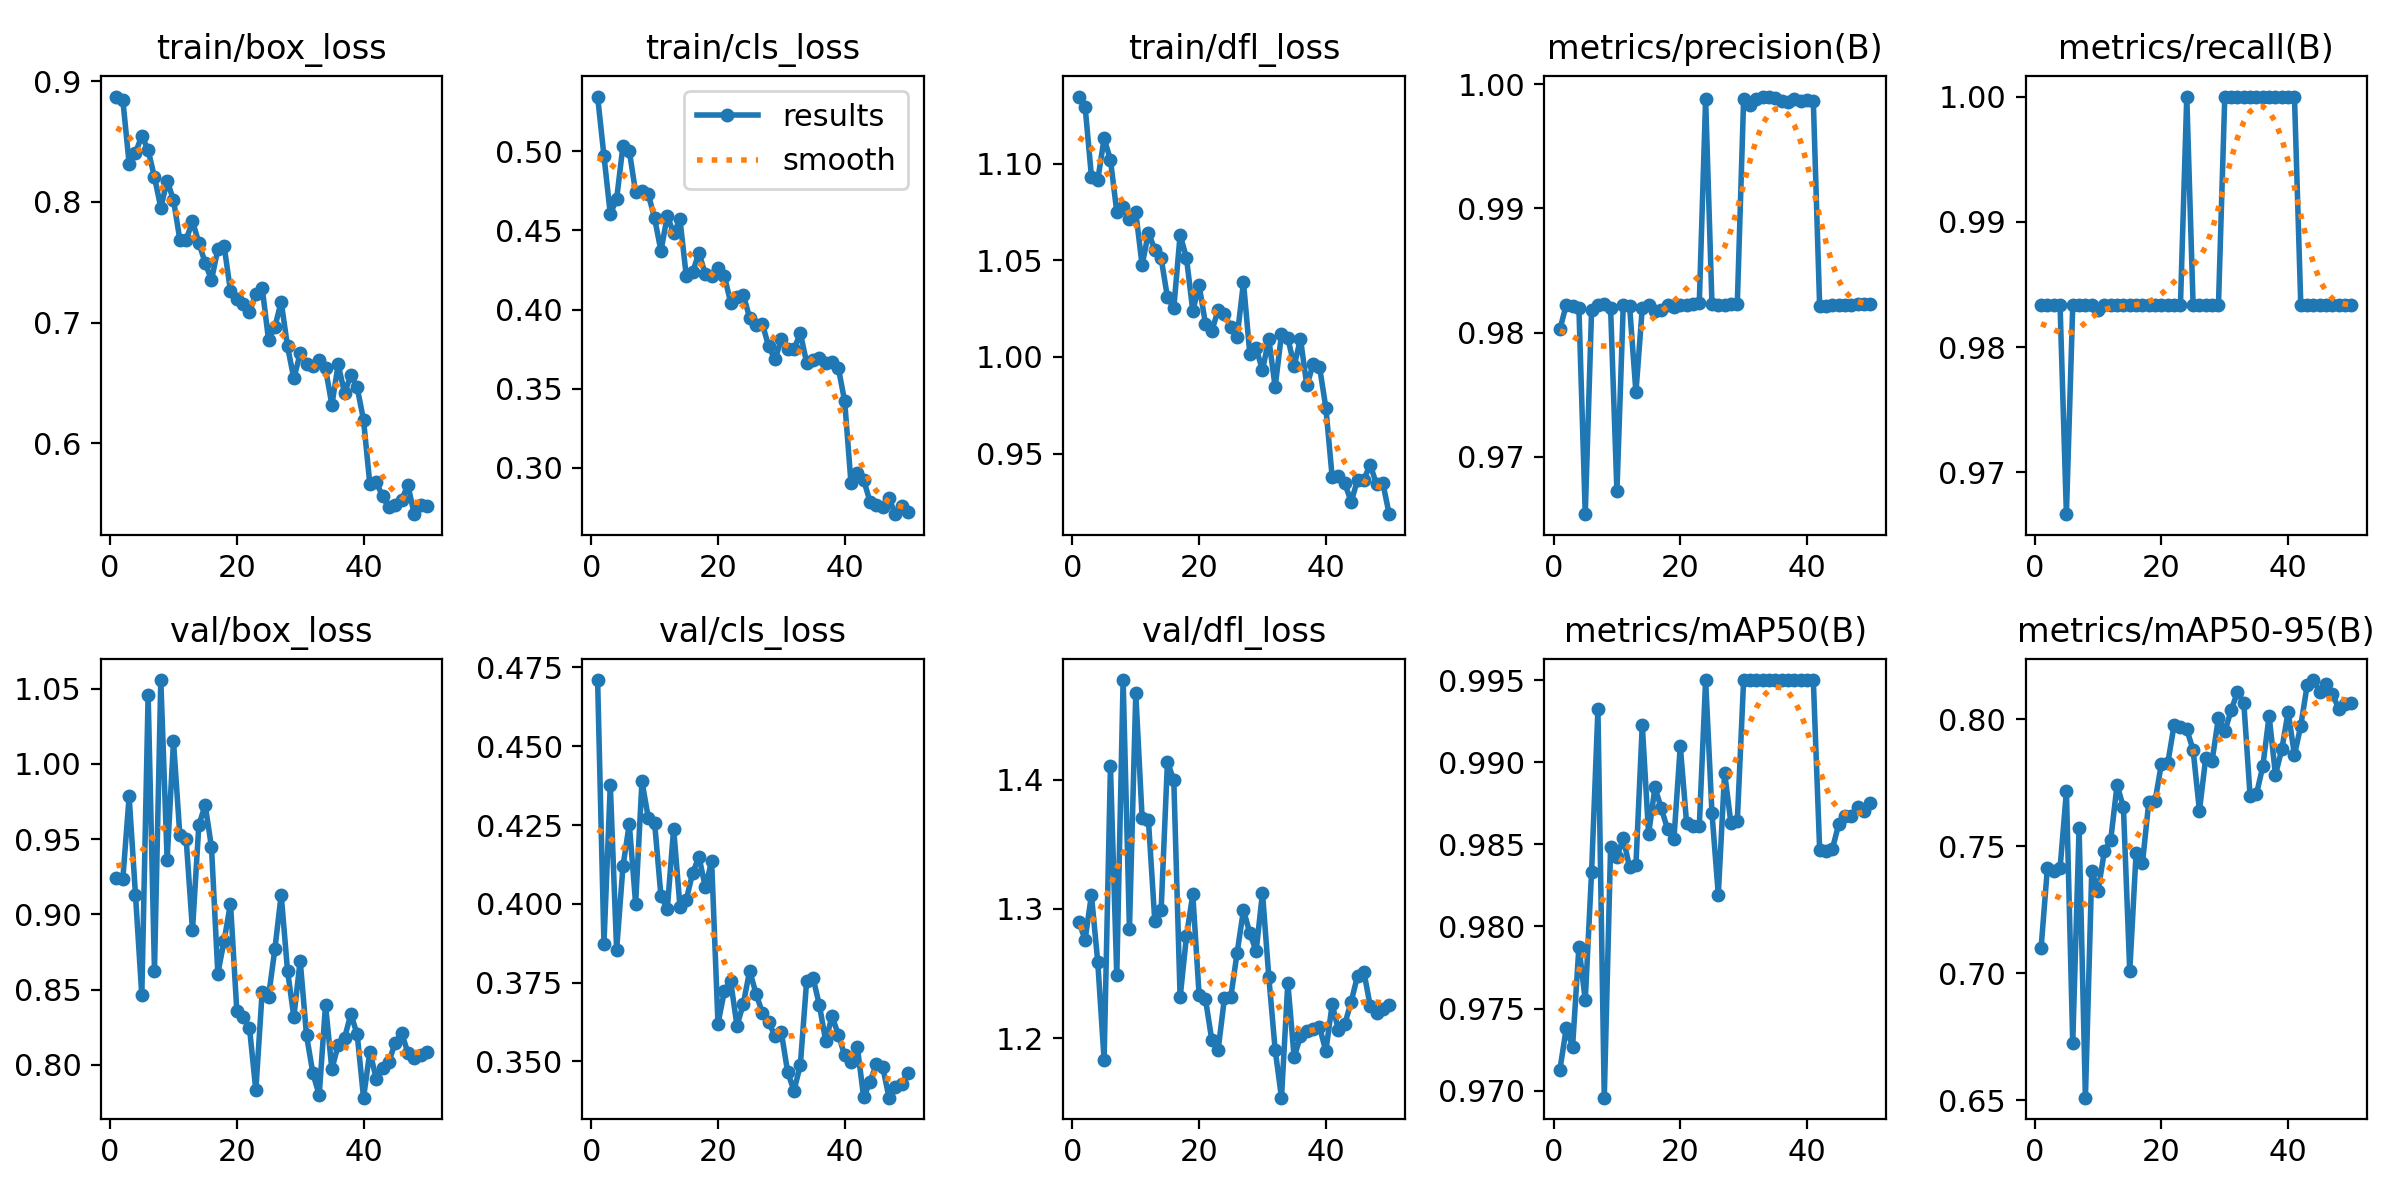 train/box_loss
train/cls_loss
train/dfl_loss
metrics/precision(B)
metrics/recall(B)
0.9
0.8
0.7
0.6
0 20 40
results
smooth
0.50
0.45
0.40
0.35
0.30
0 20 40
1.10
1.05
1.00
0.95
0 20 40
1.00
0.99
0.98
0.97
0 20 40
1.00
0.99
0.98
0.97
0 20 40
val/box_loss
val/cls_loss
val/dfl_loss
metrics/mAP50(B)
metrics/mAP50-95(B)
1.05
1.00
0.95
0.90
0.85
0.80
0 20 40
0.475
0.450
0.425
0.400
0.375
0.350
0 20 40
1.4
1.3
1.2
0 20 40
0.995
0.990
0.985
0.980
0.975
0.970
0 20 40
0.80
0.75
0.70
0.65
0 20 40